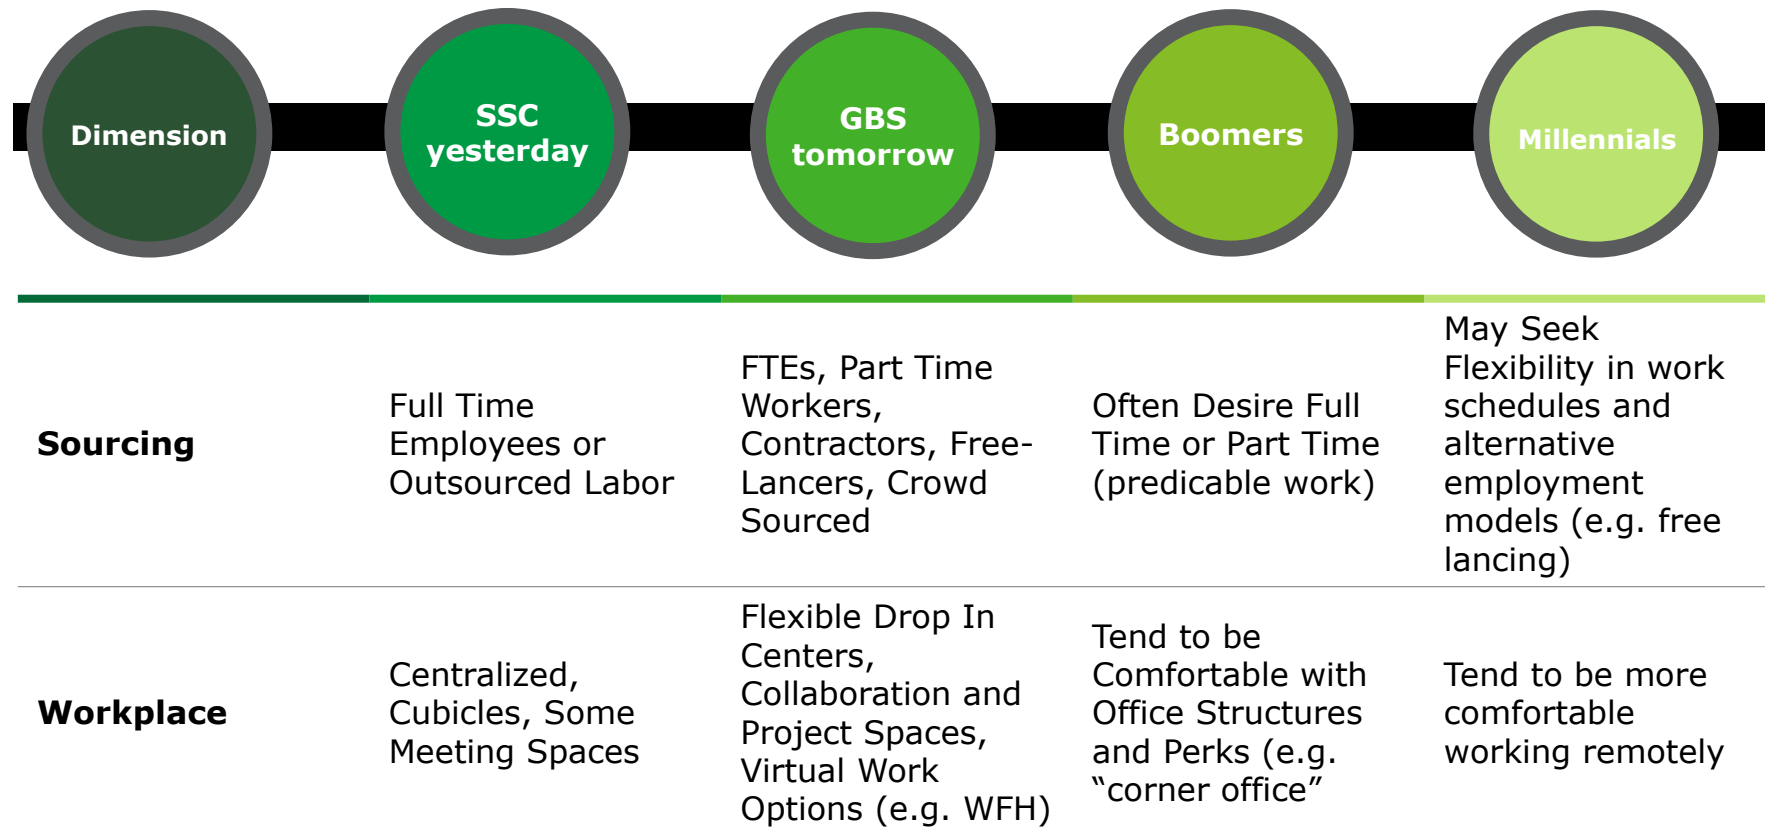 Dimension
SSC
yesterday
GBS
tomorrow
Boomers
Millennials
Sourcing
Full Time
Employees or
Outsourced Labor
FTEs, Part Time
Workers,
Contractors, Free-
Lancers, Crowd
Sourced
Often Desire Full
Time or Part Time
(predicable work)
May Seek
Flexibility in work
schedules and
alternative
employment
models (e.g. free
lancing)
Workplace
Centralized,
Cubicles, Some
Meeting Spaces
Flexible Drop In
Centers,
Collaboration and
Project Spaces,
Virtual Work
Options (e.g. WFH)
Tend to be
Comfortable with
Office Structures
and Perks (e.g.
“corner office”
Tend to be more
comfortable
working remotely